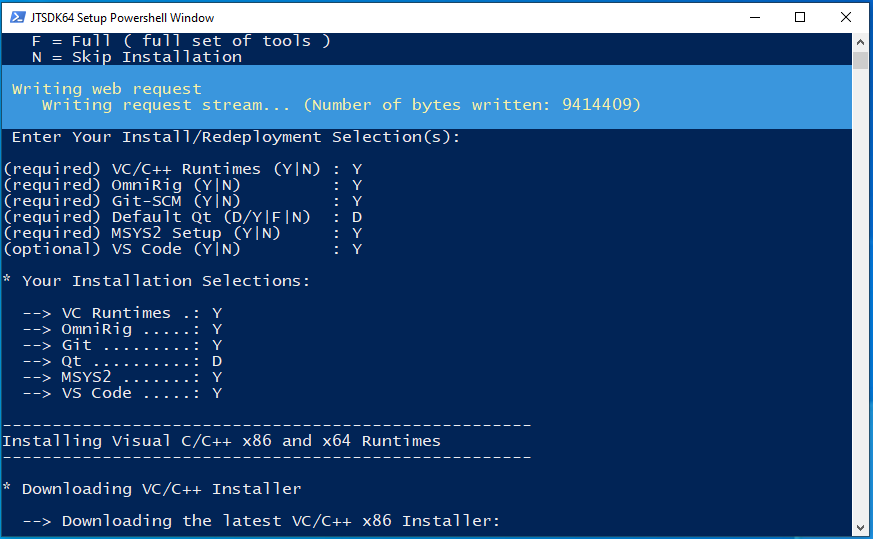 JTSDK64 Setup Powershell Window
F = Full ( full set of tools )
N = Skip Installation
Writing web request
Writing request stream... (Number of bytes written: 9414409)
Enter Your Install/Redeployment Selection(s):
(required) VC/C++ Runtimes (Y|N) : Y
(required) OmniRig (Y|N) : Y
(required) Git-SCM (Y|N) : Y
(required) Default Qt (D/Y|F|N) : D
(required) MSYS2 Setup (Y|N) : Y
(optional) VS Code (Y|N) : Y
* Your Installation Selections:
--> VC Runtimes .: Y
--> OmniRig .....: Y
--> Git .........: Y
--> Qt ..........: D
--> MSYS2 .......: Y
--> VS Code .....: Y
-----------------------------------------------------
Installing Visual C/C++ x86 and x64 Runtimes
-----------------------------------------------------
* Downloading VC/C++ Installer
--> Downloading the latest VC/C++ x86 Installer: